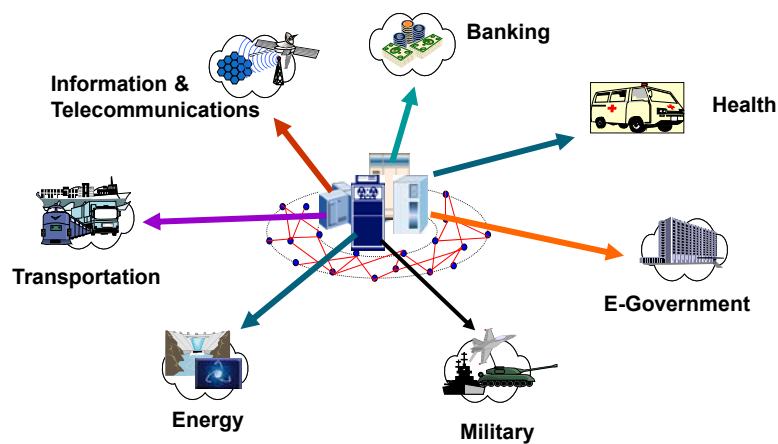 Banking
Information &
Telecommunications
Health
Transportation
E-Government
Energy
Military